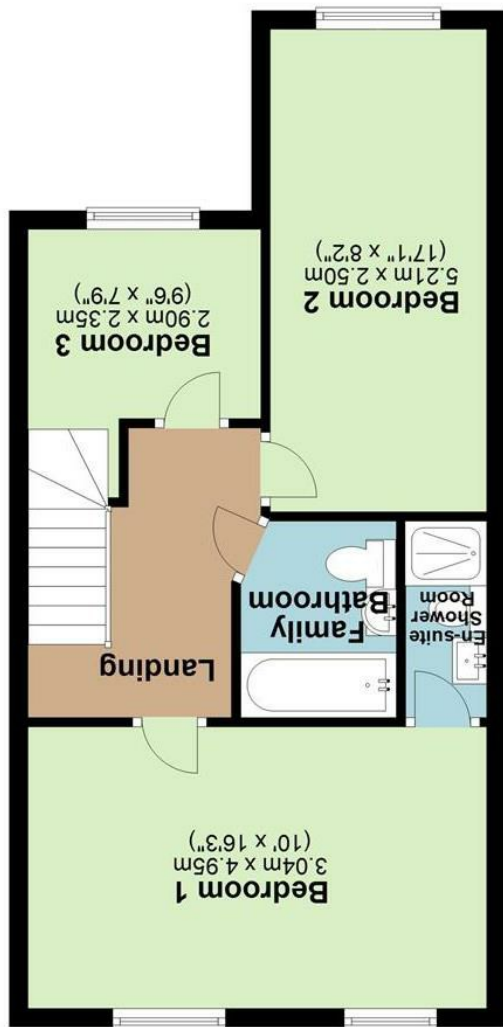 Bedroom 1
3.04m x 4.95m
(10' x 16'3")
Landing
Family
Bathroom
En-suite
Shower
Room
Bedroom 2
5.21m x 2.50m
(17'1" x 8'2")
Bedroom 3
2.90m x 2.35m
(9'6" x 7'9")